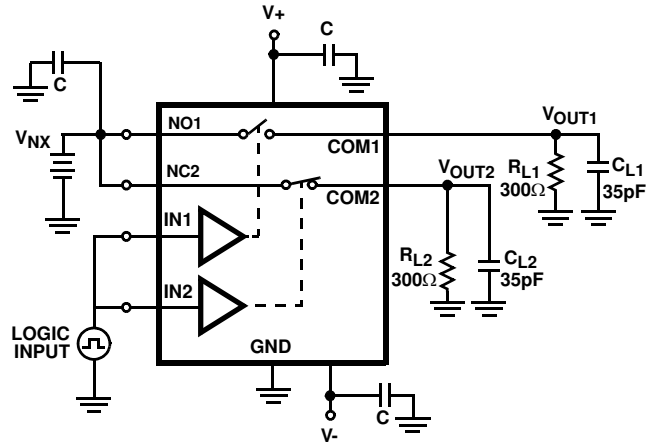 V+
C
C
VNX
NO1
COM1
VOUT1
RL1
300Ω
CL1
35pF
NC2
COM2
VOUT2
RL2
300Ω
CL2
35pF
IN1
IN2
LOGIC
INPUT
GND
C
V-